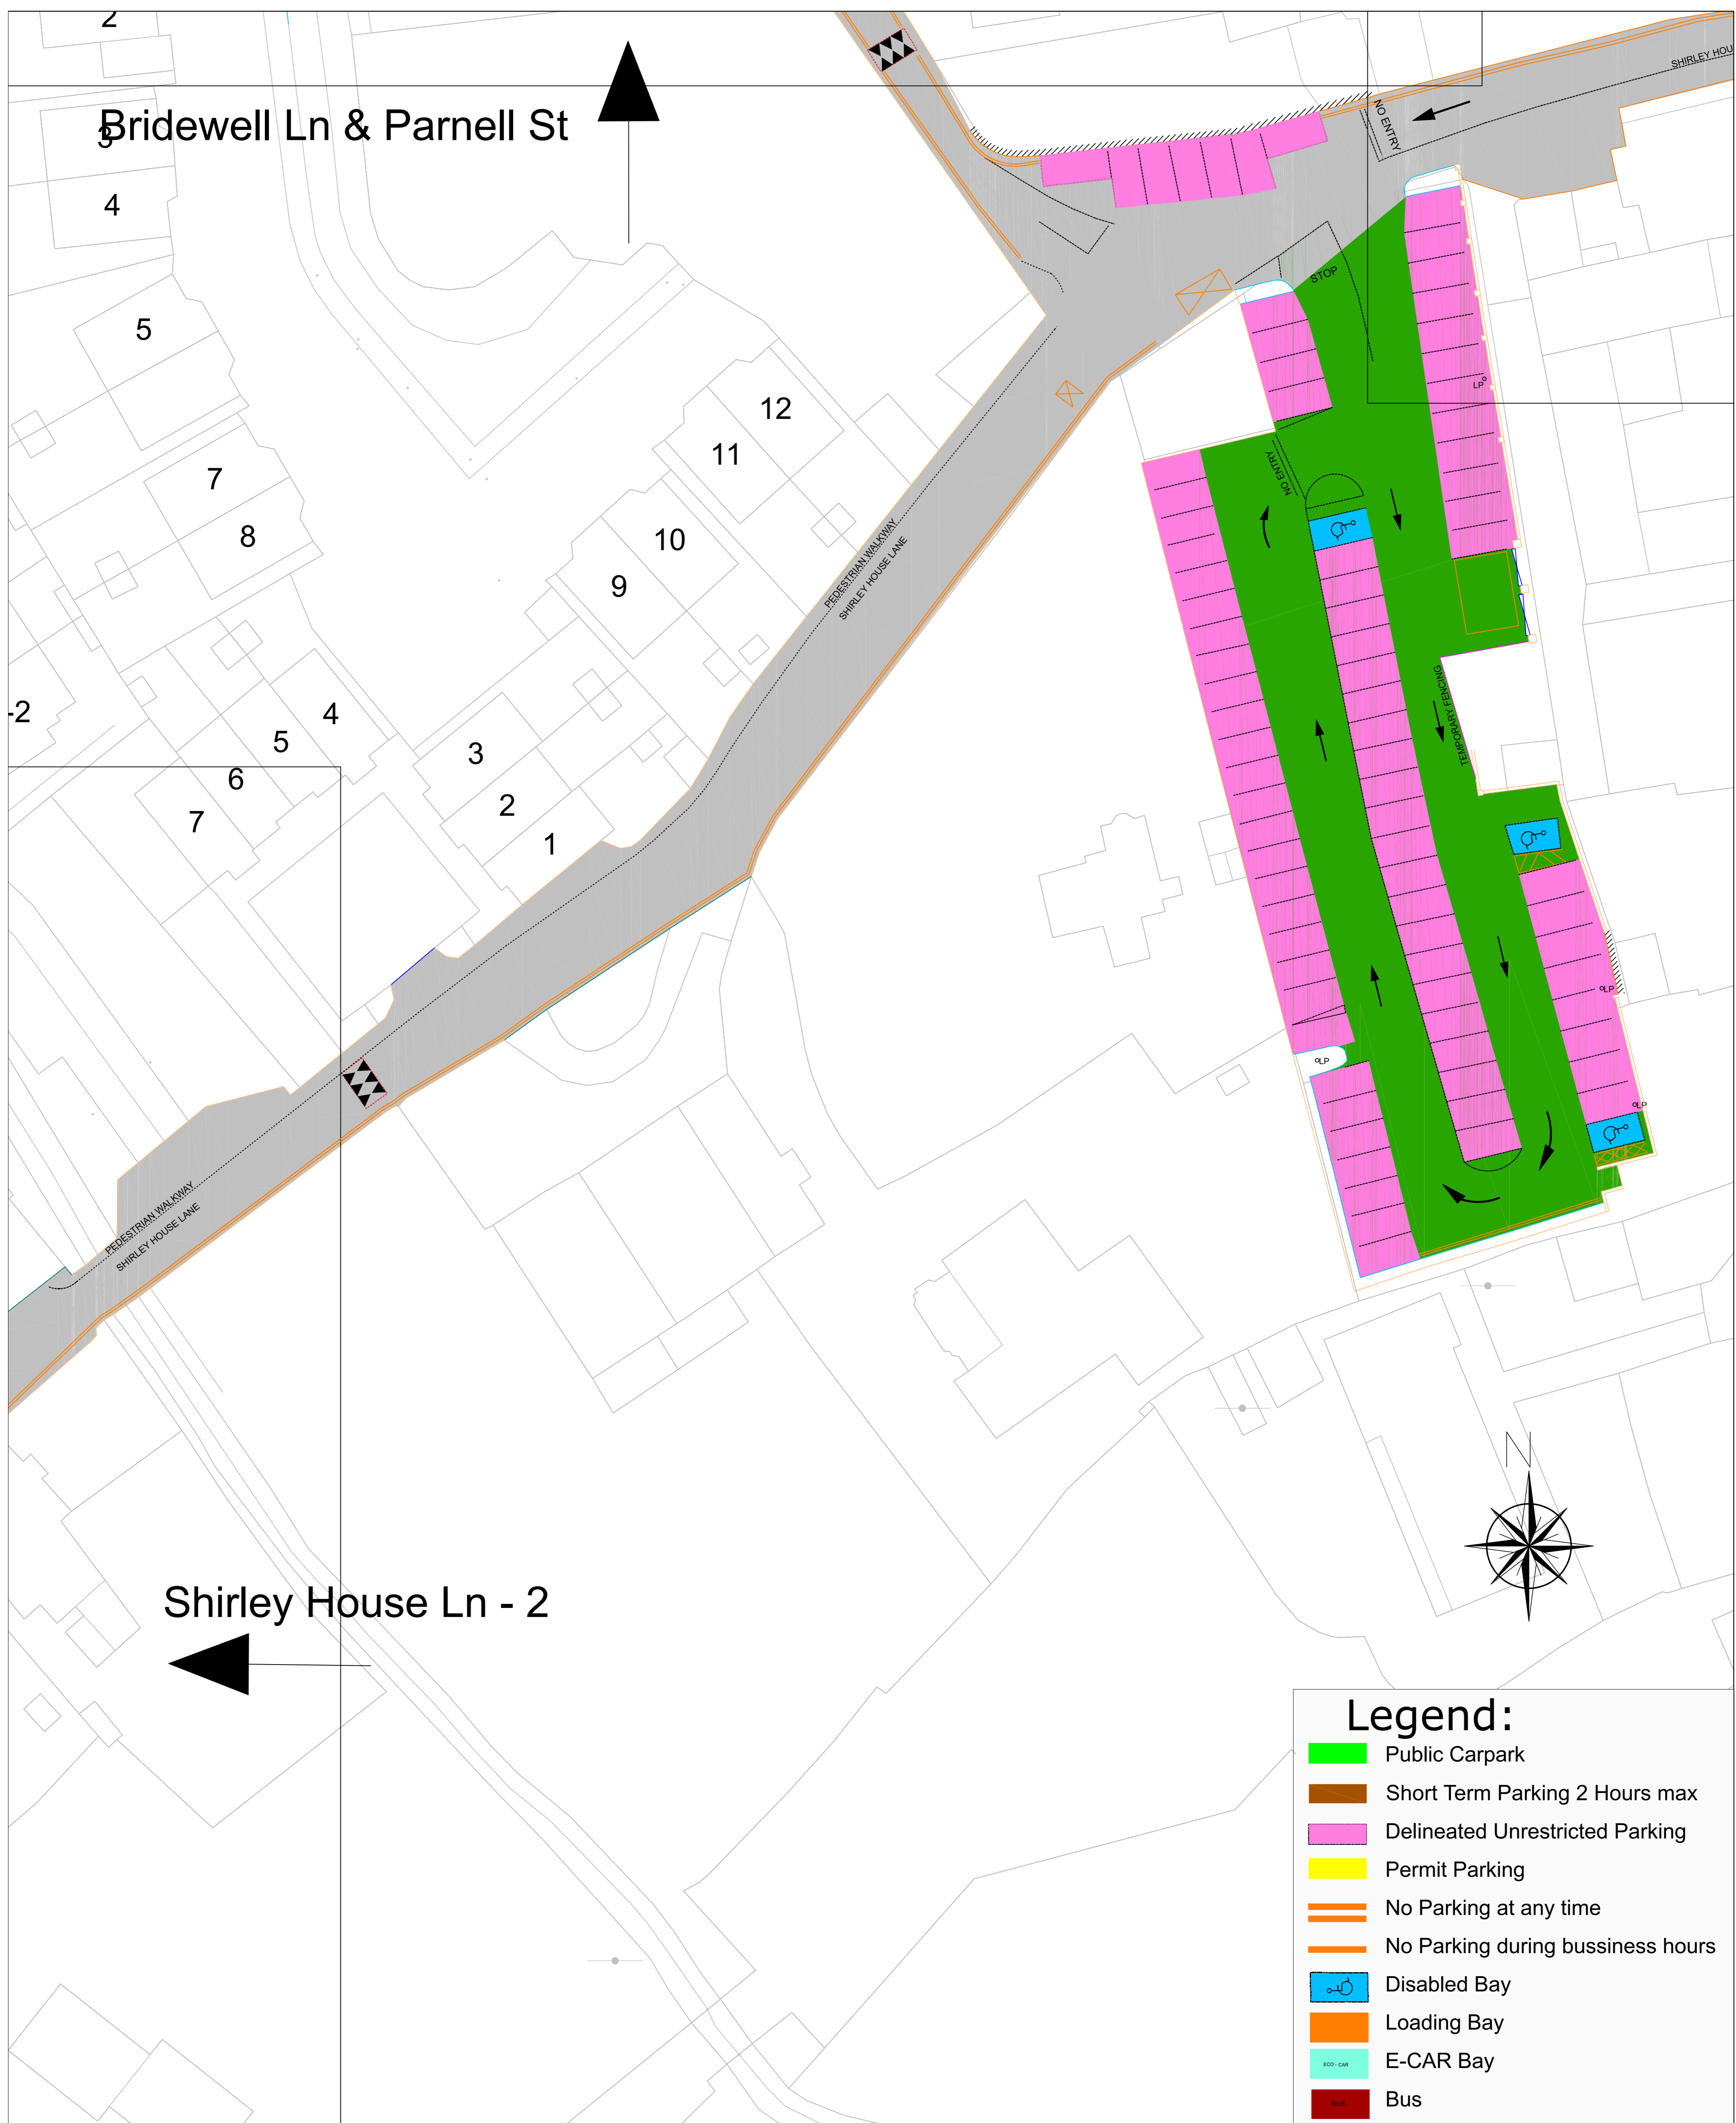 2
SHIRLEY HOU
Bridewell Ln & Parnell St
3
NO ENTRY
4
STOP
5
LP
12
11
7
NO ENTRY
8
10
9
PEDESTRIAN WALKWAY
SHIRLEY HOUSE LANE
-2
4
5
3
TEMPORARY FENCING
6
2
7
1
LP
LP
LP
PEDESTRIAN WALKWAY
SHIRLEY HOUSE LANE
N
Shirley House Ln - 2
Legend:
Public Carpark
Short Term Parking 2 Hours max
Delineated Unrestricted Parking
Permit Parking
No Parking at any time
No Parking during bussiness hours
Disabled Bay
Loading Bay
ECO - CAR
E-CAR Bay
BUS
Bus